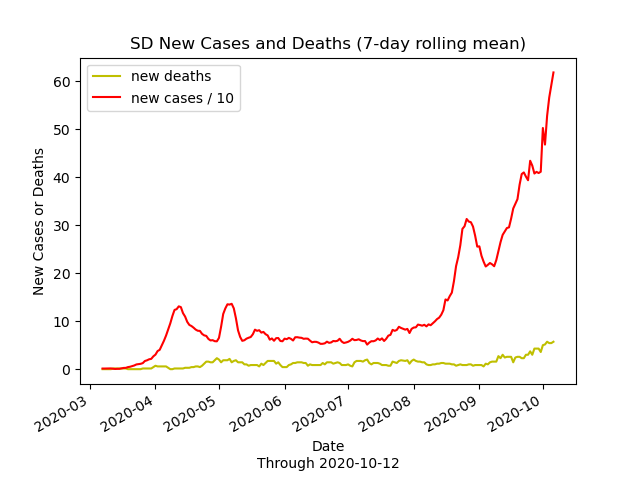 SD New Cases and Deaths (7-day rolling mean)
new deaths
new cases / 10
60
50
40
30
20
10
0
New Cases or Deaths
2020-03
2020-04
2020-05
2020-06
2020-07
2020-08
2020-09
2020-10
Date
Through 2020-10-12